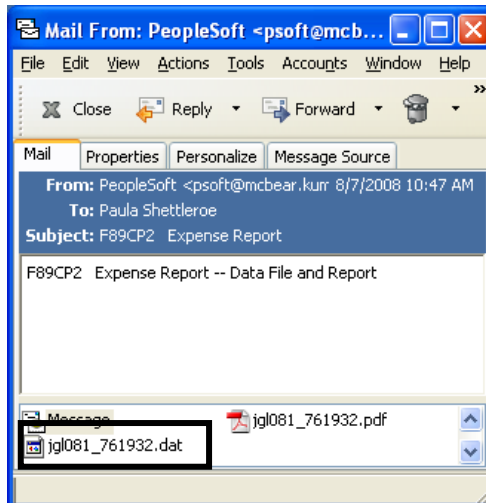 Mail From: PeopleSoft <psoft@mcb...
File Edit View Actions Tools Accounts Window Help
Close Reply Forward »
Mail Properties Personalize Message Source
From: PeopleSoft <psoft@mcbear.kurr 8/7/2008 10:47 AM
To: Paula Shettleroe
Subject: F89CP2 Expense Report
F89CP2 Expense Report -- Data File and Report
Message jgl081_761932.pdf
jgl081_761932.dat